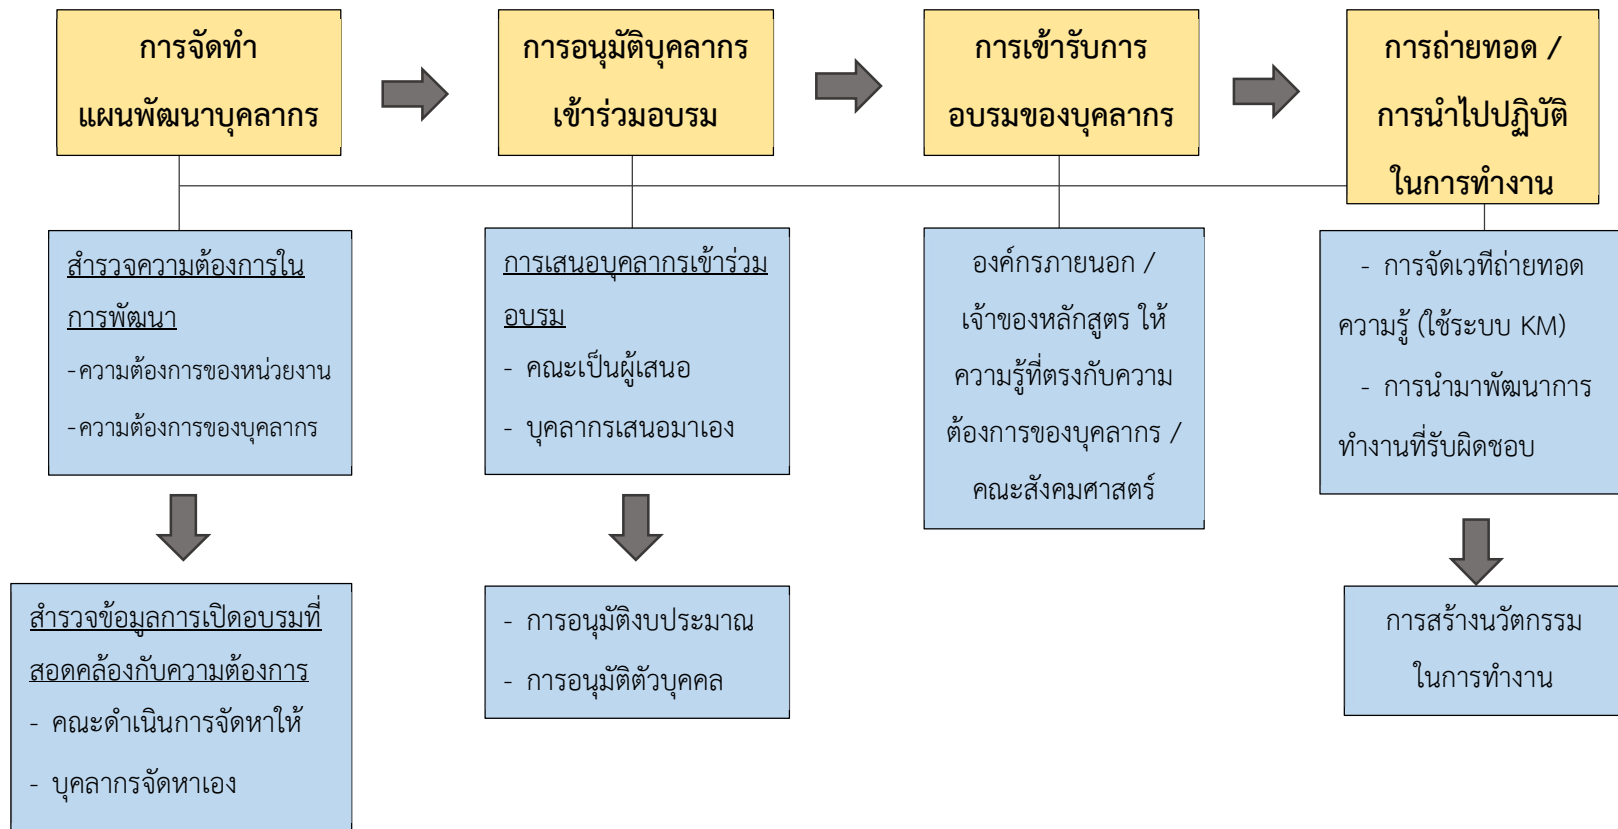 การจัดทำ
แผนพัฒนาบุคลากร
การอนุมัติบุคลากร
เข้าร่วมอบรม
การเข้ารับการ
อบรมของบุคลากร
การถ่ายทอด /
การนำไปปฏิบัติ
ในการทำงาน
สำรวจความต้องการใน
การพัฒนา
-ความต้องการของหน่วยงาน
-ความต้องการของบุคลากร
การเสนอบุคลากรเข้าร่วม
อบรม
- คณะเป็นผู้เสนอ
- บุคลากรเสนอมาเอง
องค์กรภายนอก /
เจ้าของหลักสูตร ให้
ความรู้ที่ตรงกับความ
ต้องการของบุคลากร /
คณะสังคมศาสตร์
- การจัดเวทีถ่ายทอด
ความรู้ (ใช้ระบบ KM)
- การนำมาพัฒนาการ
ทำงานที่รับผิดชอบ
สำรวจข้อมูลการเปิดอบรมที่
สอดคล้องกับความต้องการ
- คณะดำเนินการจัดหาให้
- บุคลากรจัดหาเอง
- การอนุมัติงบประมาณ
- การอนุมัติตัวบุคคล
การสร้างนวัตกรรม
ในการทำงาน